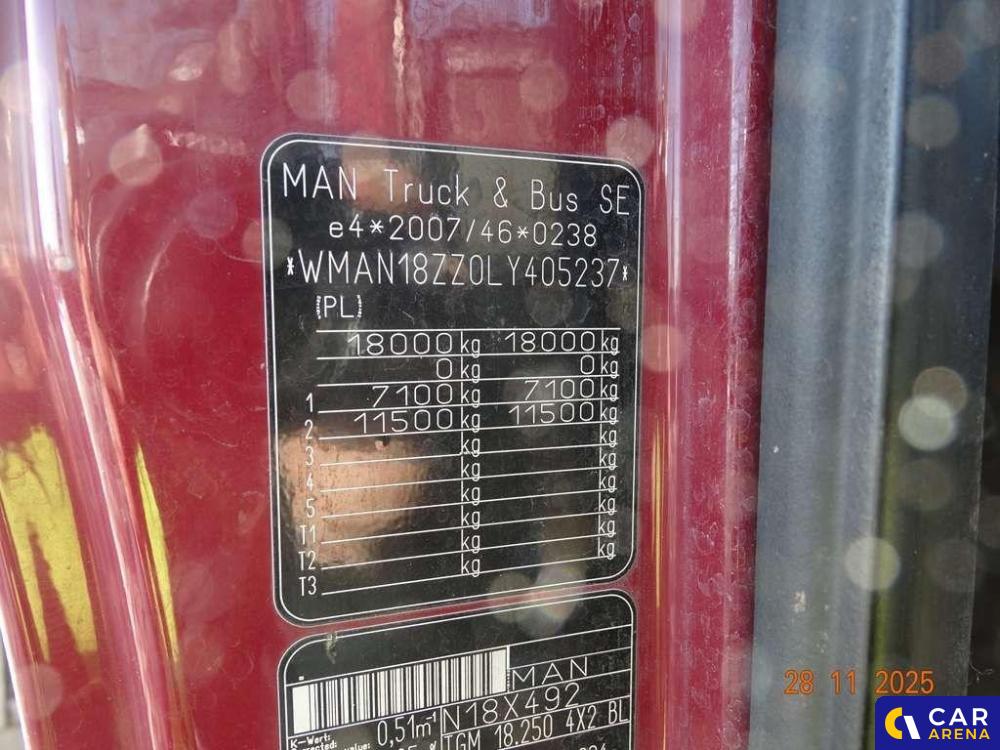 MAN Truck & Bus SE
e4*2007/46*0238
*WMAN18ZZ0LY405237*
(PL)
18000 kg 18000 kg
0 kg 0 kg
1 7100 kg 7100 kg
2 11500 kg 11500 kg
3 kg kg
4 kg kg
5 kg kg
T1 kg kg
T2 kg kg
T3 kg kg
MAN
N18X492
K-Wert: 0,51m⁻¹
TGM 18.250 4X2 BL
28 11 2025
CAR
ARENA